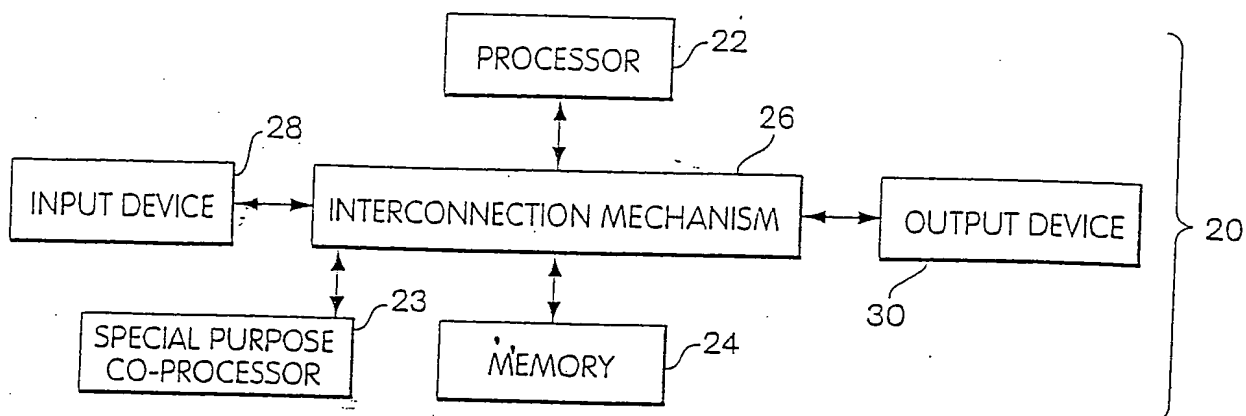 PROCESSOR
22
28
26
INPUT DEVICE
INTERCONNECTION MECHANISM
OUTPUT DEVICE
20
30
23
SPECIAL PURPOSE
CO-PROCESSOR
MEMORY
24